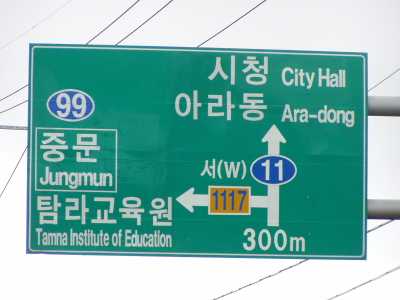 시청 City Hall
아라동 Ara-dong
99
중문
Jungmun
서(W)
11
1117
탐라교육원
Tamna Institute of Education
300m